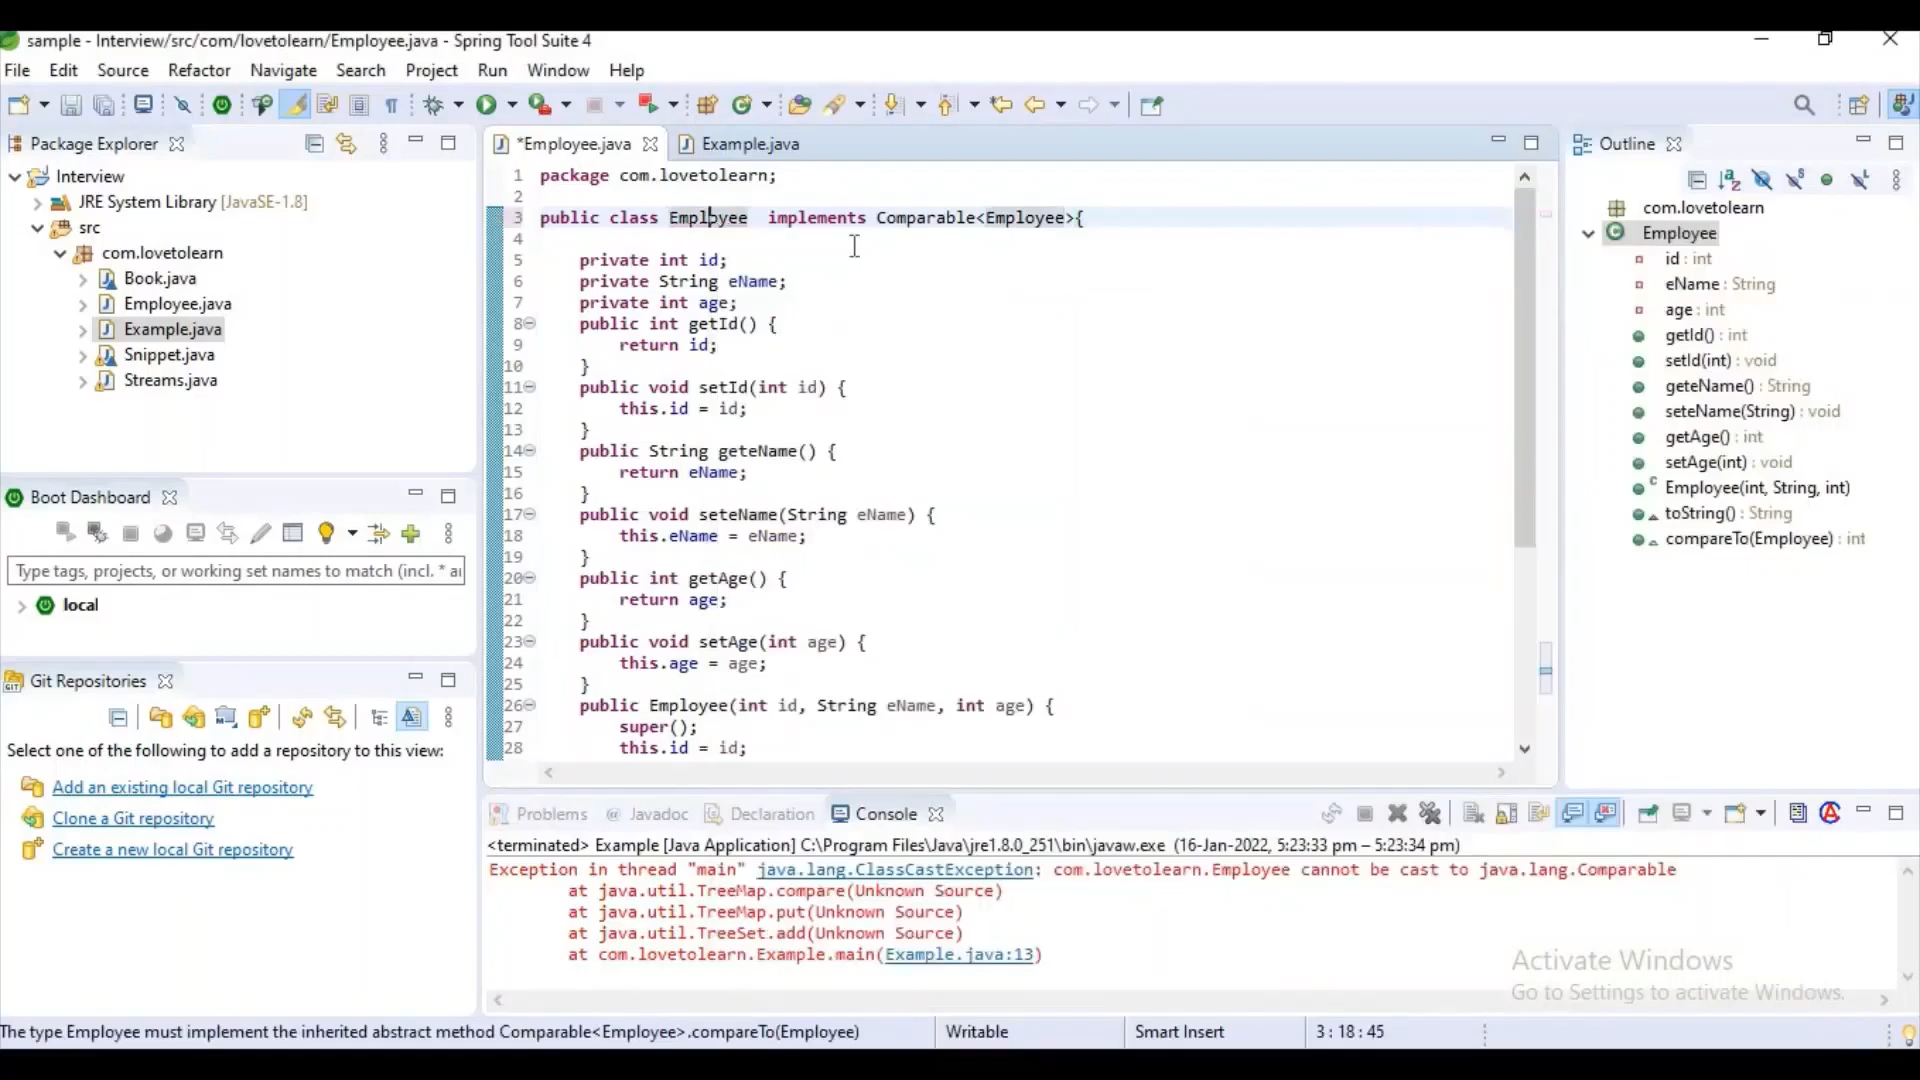 sample - Interview/src/com/lovetolearn/Employee.java - Spring Tool Suite 4
File Edit Source Refactor Navigate Search Project Run Window Help
Package Explorer
Interview
JRE System Library [JavaSE-1.8]
src
com.lovetolearn
Book.java
Employee.java
Example.java
Snippet.java
Streams.java
Boot Dashboard
Type tags, projects, or working set names to match (incl. * a
local
Git Repositories
Select one of the following to add a repository to this view:
Add an existing local Git repository
Clone a Git repository
Create a new local Git repository
*Employee.java Example.java
1 package com.lovetolearn;
2
3 public class Employee  implements Comparable<Employee>{
4
5 private int id;
6 private String eName;
7 private int age;
8 public int getId() {
9 return id;
10 }
11 public void setId(int id) {
12 this.id = id;
13 }
14 public String geteName() {
15 return eName;
16 }
17 public void seteName(String eName) {
18 this.eName = eName;
19 }
20 public int getAge() {
21 return age;
22 }
23 public void setAge(int age) {
24 this.age = age;
25 }
26 public Employee(int id, String eName, int age) {
27 super();
28 this.id = id;
Outline
com.lovetolearn
Employee
id : int
eName : String
age : int
getId() : int
setId(int) : void
geteName() : String
seteName(String) : void
getAge() : int
setAge(int) : void
Employee(int, String, int)
toString() : String
compareTo(Employee) : int
Problems Javadoc Declaration Console
<terminated> Example [Java Application] C:\Program Files\Java\jre1.8.0_251\bin\javaw.exe (16-Jan-2022, 5:23:33 pm – 5:23:34 pm)
Exception in thread "main" java.lang.ClassCastException: com.lovetolearn.Employee cannot be cast to java.lang.Comparable
at java.util.TreeMap.compare(Unknown Source)
at java.util.TreeMap.put(Unknown Source)
at java.util.TreeSet.add(Unknown Source)
at com.lovetolearn.Example.main(Example.java:13)
Activate Windows
Go to Settings to activate Windows.
The type Employee must implement the inherited abstract method Comparable<Employee>.compareTo(Employee) Writable Smart Insert 3 : 18 : 45